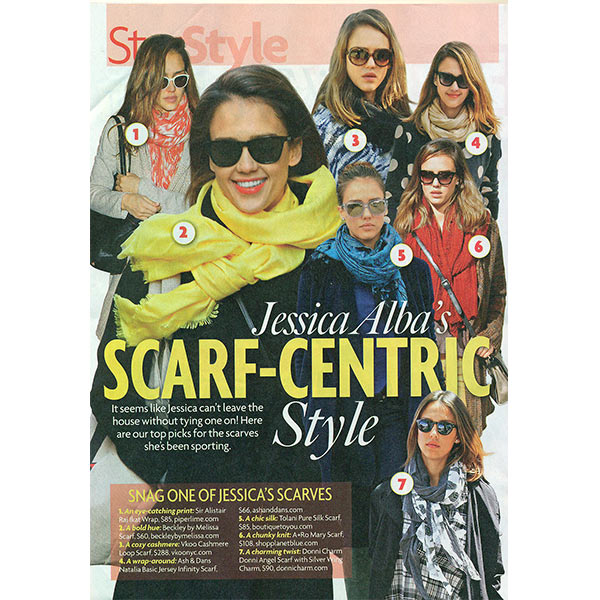 Star Style
1
2
3
4
5
6
7
Jessica Alba's
SCARF-CENTRIC
Style
It seems like Jessica can't leave the
house without tying one on! Here
are our top picks for the scarves
she's been sporting.
SNAG ONE OF JESSICA'S SCARVES
1. An eye-catching print: Sir Alistair
Rai Ikat Wrap, $85, piperlime.com
2. A bold hue: Beckley by Melissa
Scarf, $60, beckleybymelissa.com
3. A cozy cashmere: Vkoo Cashmere
Loop Scarf, $288, vkoonyc.com
4. A wrap-around: Ash & Dans
Natalia Basic Jersey Infinity Scarf,
$66, ashanddans.com
5. A chic silk: Tolani Pure Silk Scarf,
$85, boutiquetoyou.com
6. A chunky knit: A•Ro Mary Scarf,
$108, shopplanetblue.com
7. A charming twist: Donni Charm
Donni Angel Scarf with Silver Wing
Charm, $90, donnicharm.com